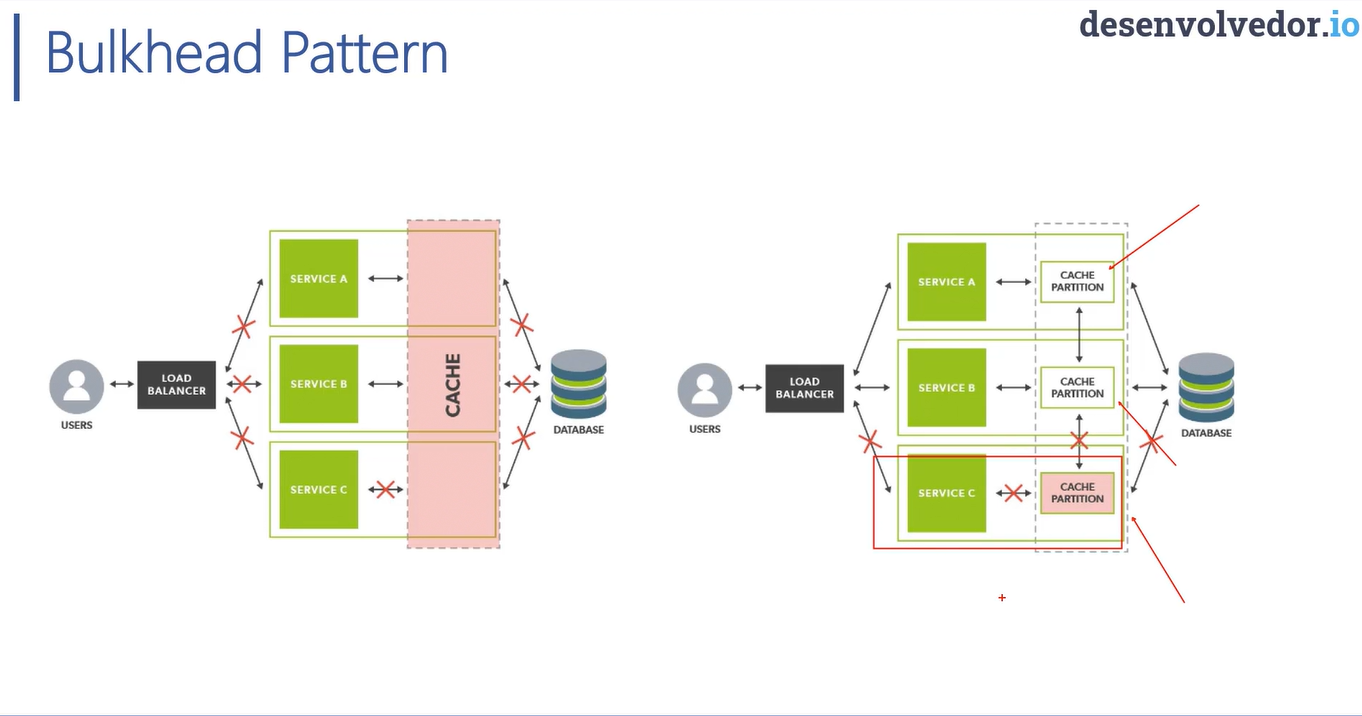 Bulkhead Pattern
desenvolvedor.io
SERVICE A
SERVICE B
SERVICE C
CACHE
USERS
LOAD
BALANCER
DATABASE
SERVICE A
CACHE
PARTITION
SERVICE B
CACHE
PARTITION
SERVICE C
CACHE
PARTITION
USERS
LOAD
BALANCER
DATABASE